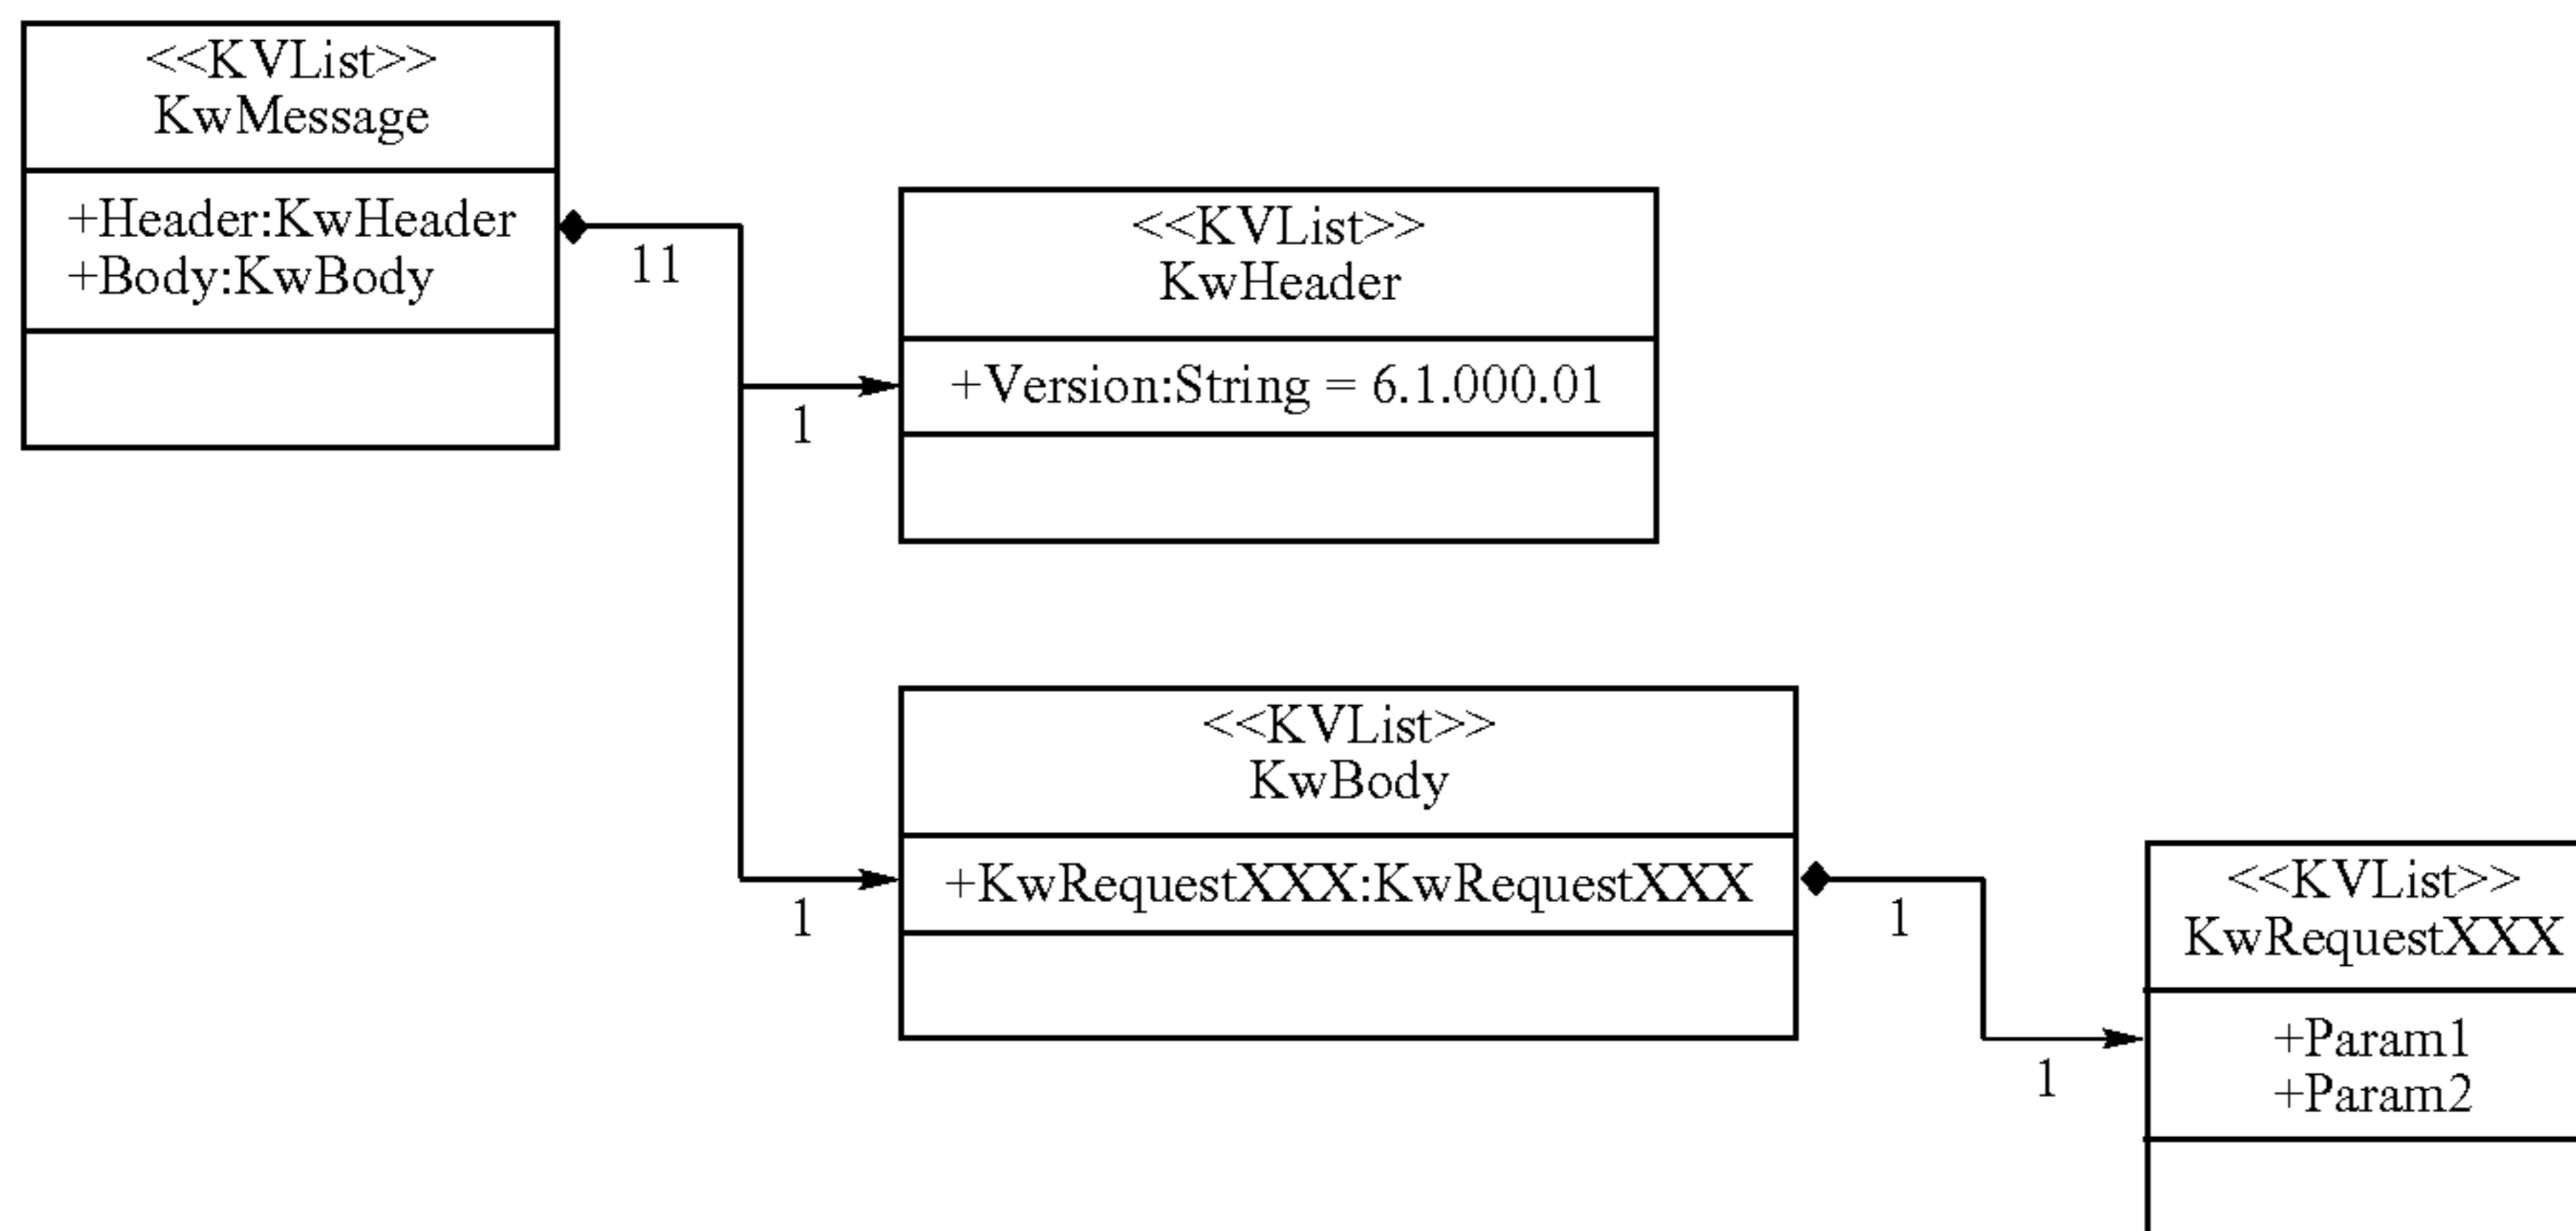 <<KVList>>
KwMessage
+Header:KwHeader
+Body:KwBody
11
<<KVList>>
KwHeader
+Version:String = 6.1.000.01
1
<<KVList>>
KwBody
+KwRequestXXX:KwRequestXXX
1
1
<<KVList>>
KwRequestXXX
+Param1
+Param2
1